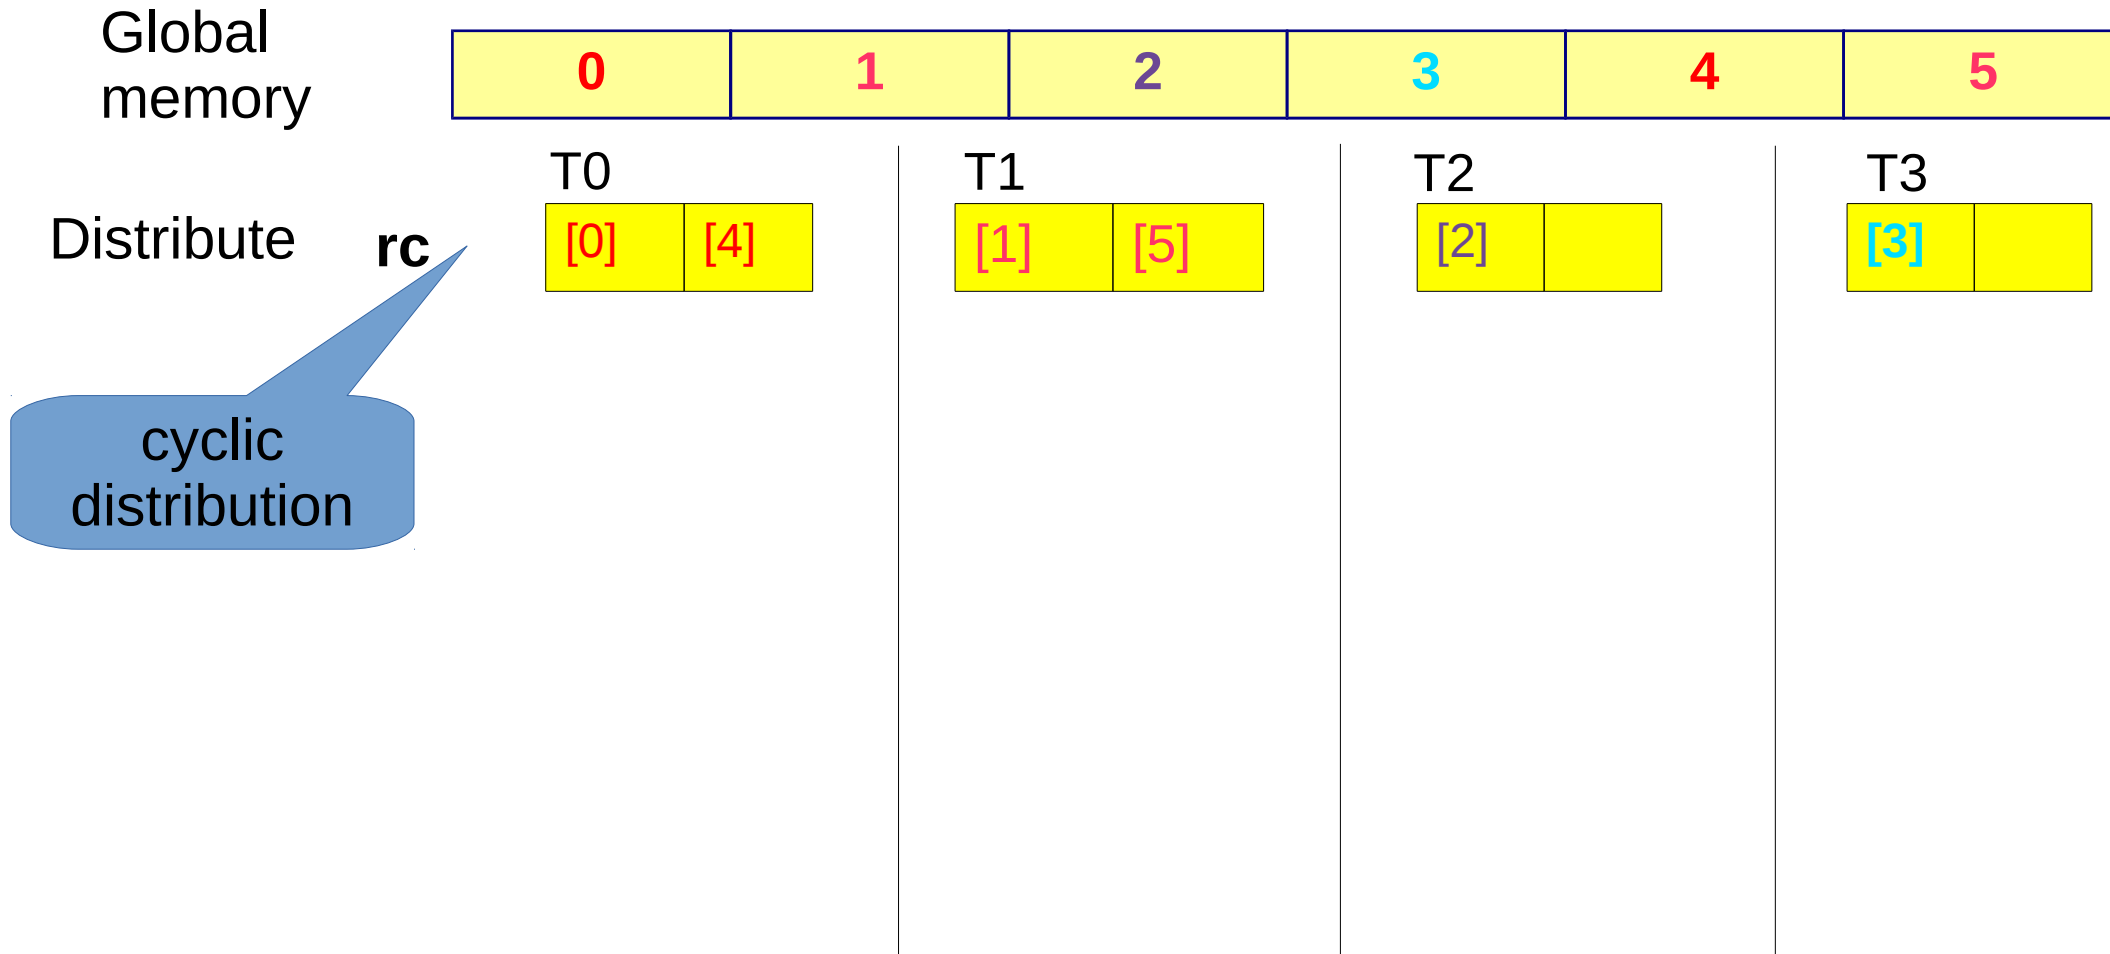 Global
memory
0 1 2 3 4 5
T0 T1 T2 T3
Distribute rc [0] [4] [1] [5] [2] [3]
cyclic
distribution